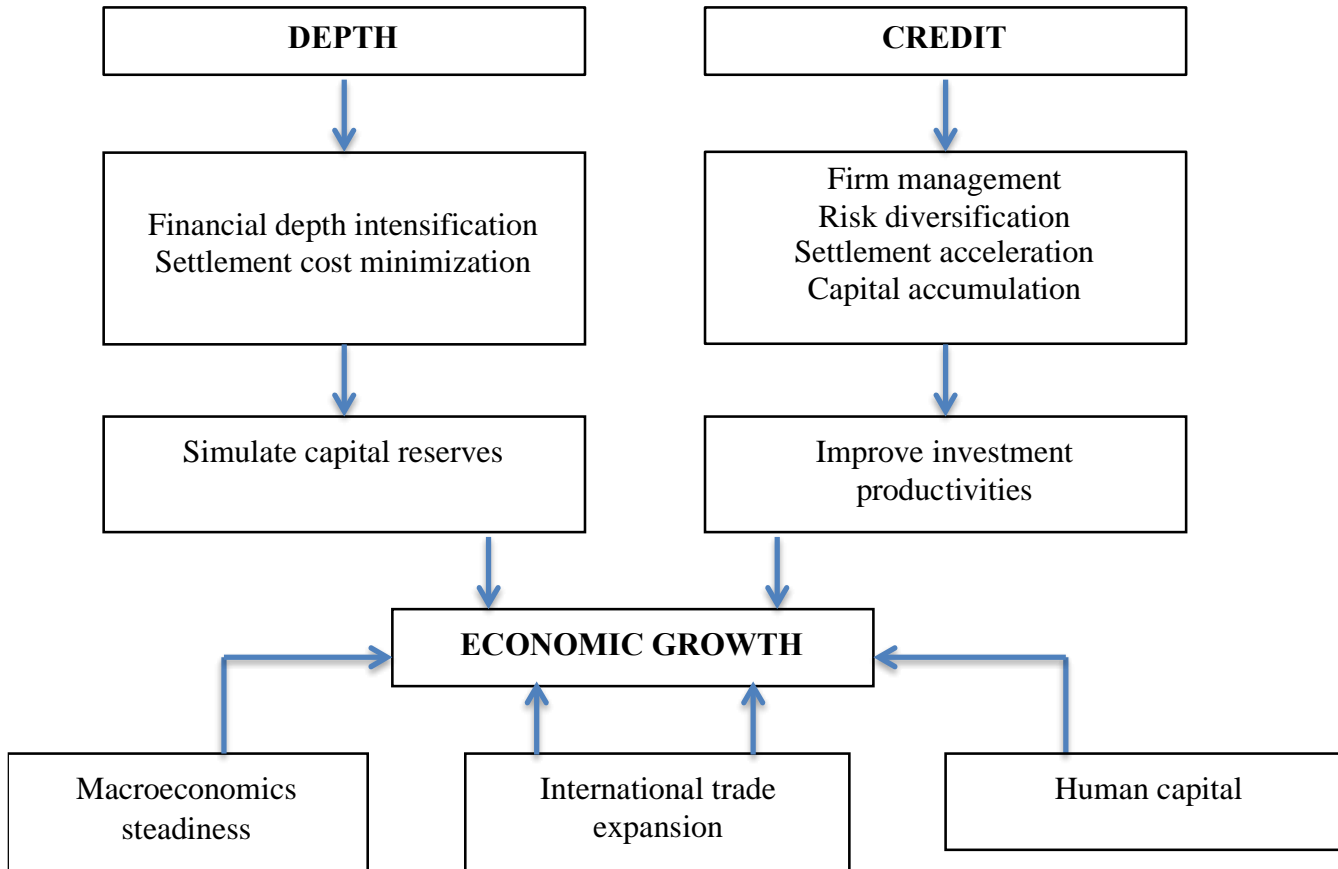 DEPTH
CREDIT
Financial depth intensification
Settlement cost minimization
Firm management
Risk diversification
Settlement acceleration
Capital accumulation
Simulate capital reserves
Improve investment
productivities
ECONOMIC GROWTH
Macroeconomics
steadiness
International trade
expansion
Human capital